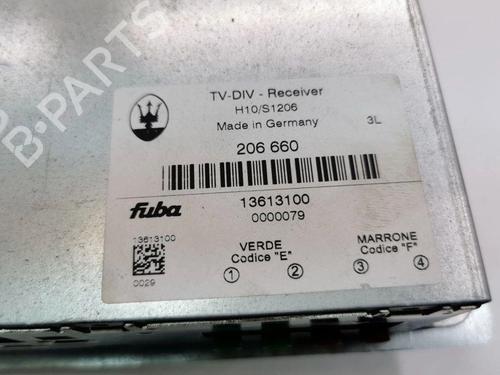 TV-DIV - Receiver
H10/S1206
Made in Germany
3L
206 660
fuba
13613100
0000079
13613100
0029
VERDE
Codice "E"
1 2
MARRONE
Codice "F"
3 4
B-PARTS